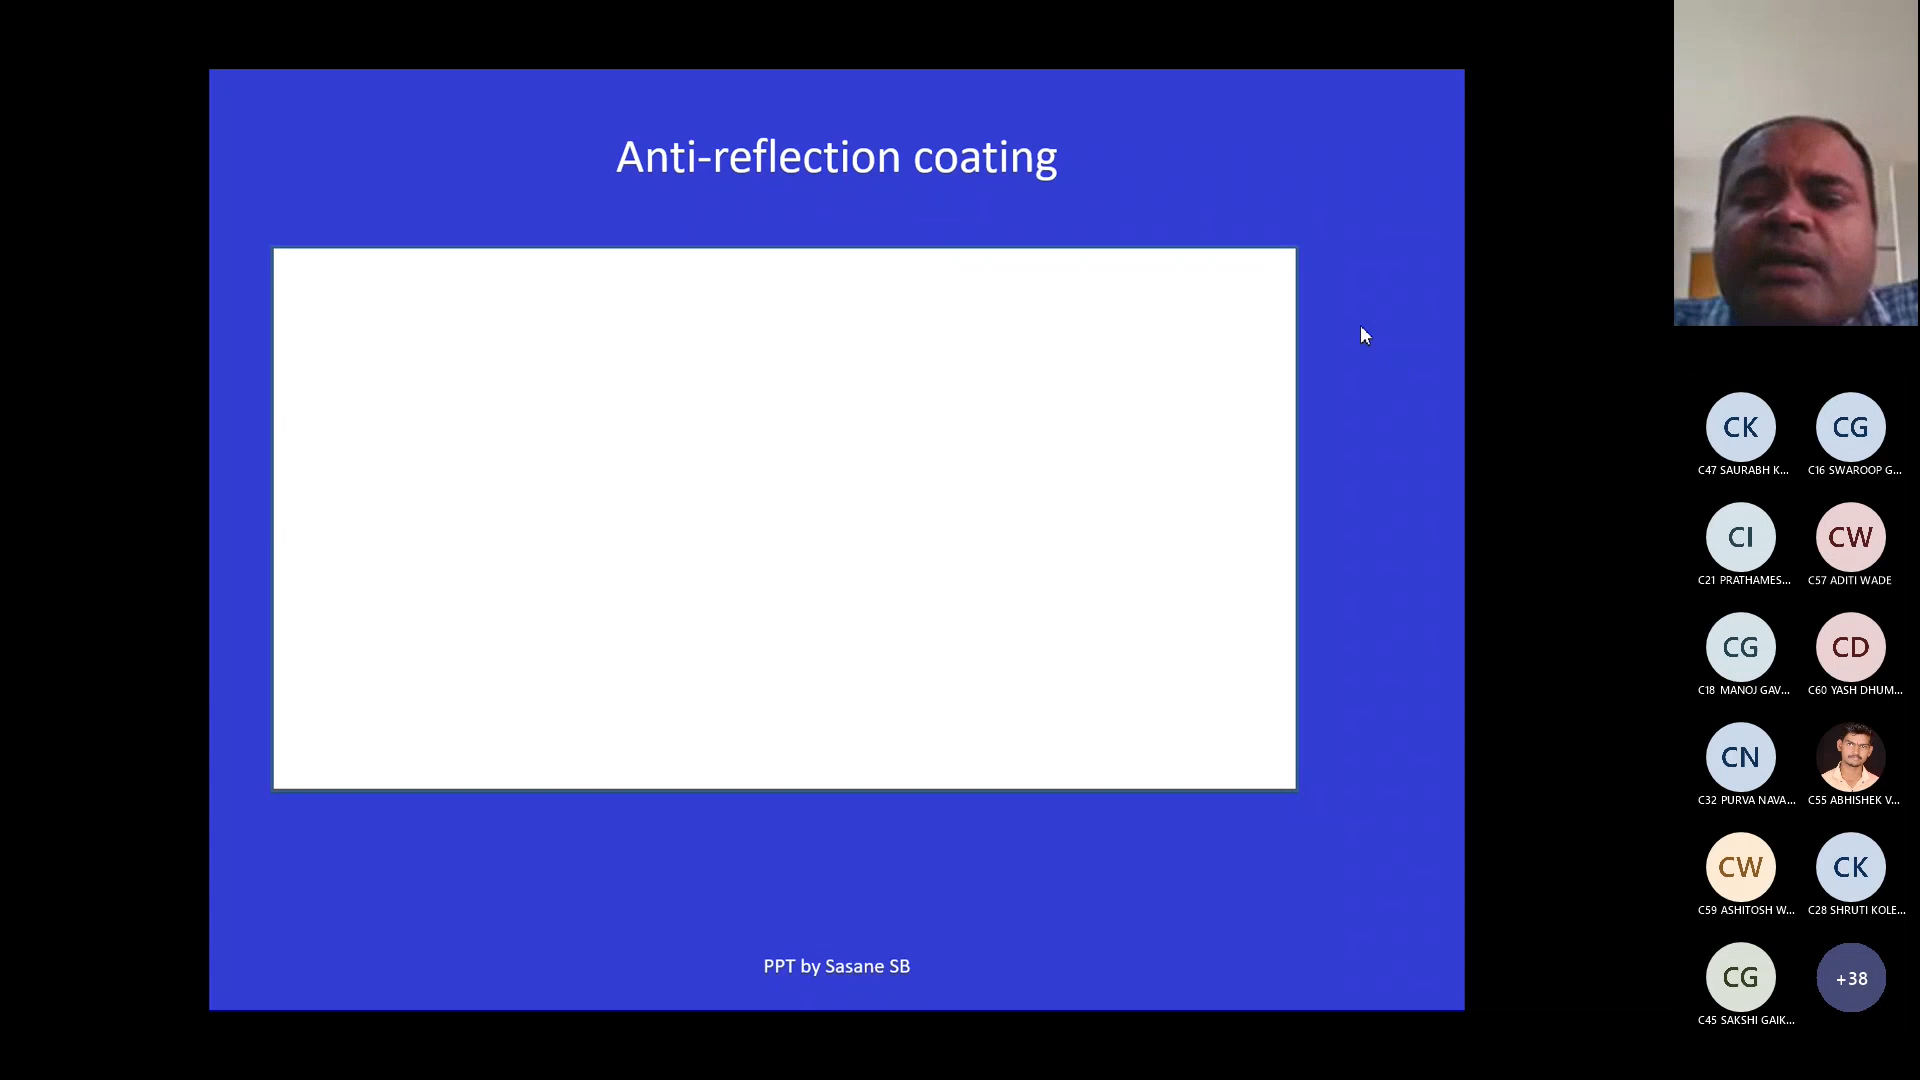 Anti-reflection coating
PPT by Sasane SB
CK
CG
C47 SAURABH K...
C16 SWAROOP G...
CI
CW
C21 PRATHAMES...
C57 ADITI WADE
CG
CD
C18 MANOJ GAV...
C60 YASH DHUM...
CN
C32 PURVA NAVA...
C55 ABHISHEK V...
CW
CK
C59 ASHITOSH W...
C28 SHRUTI KOLE...
CG
+38
C45 SAKSHI GAIK...